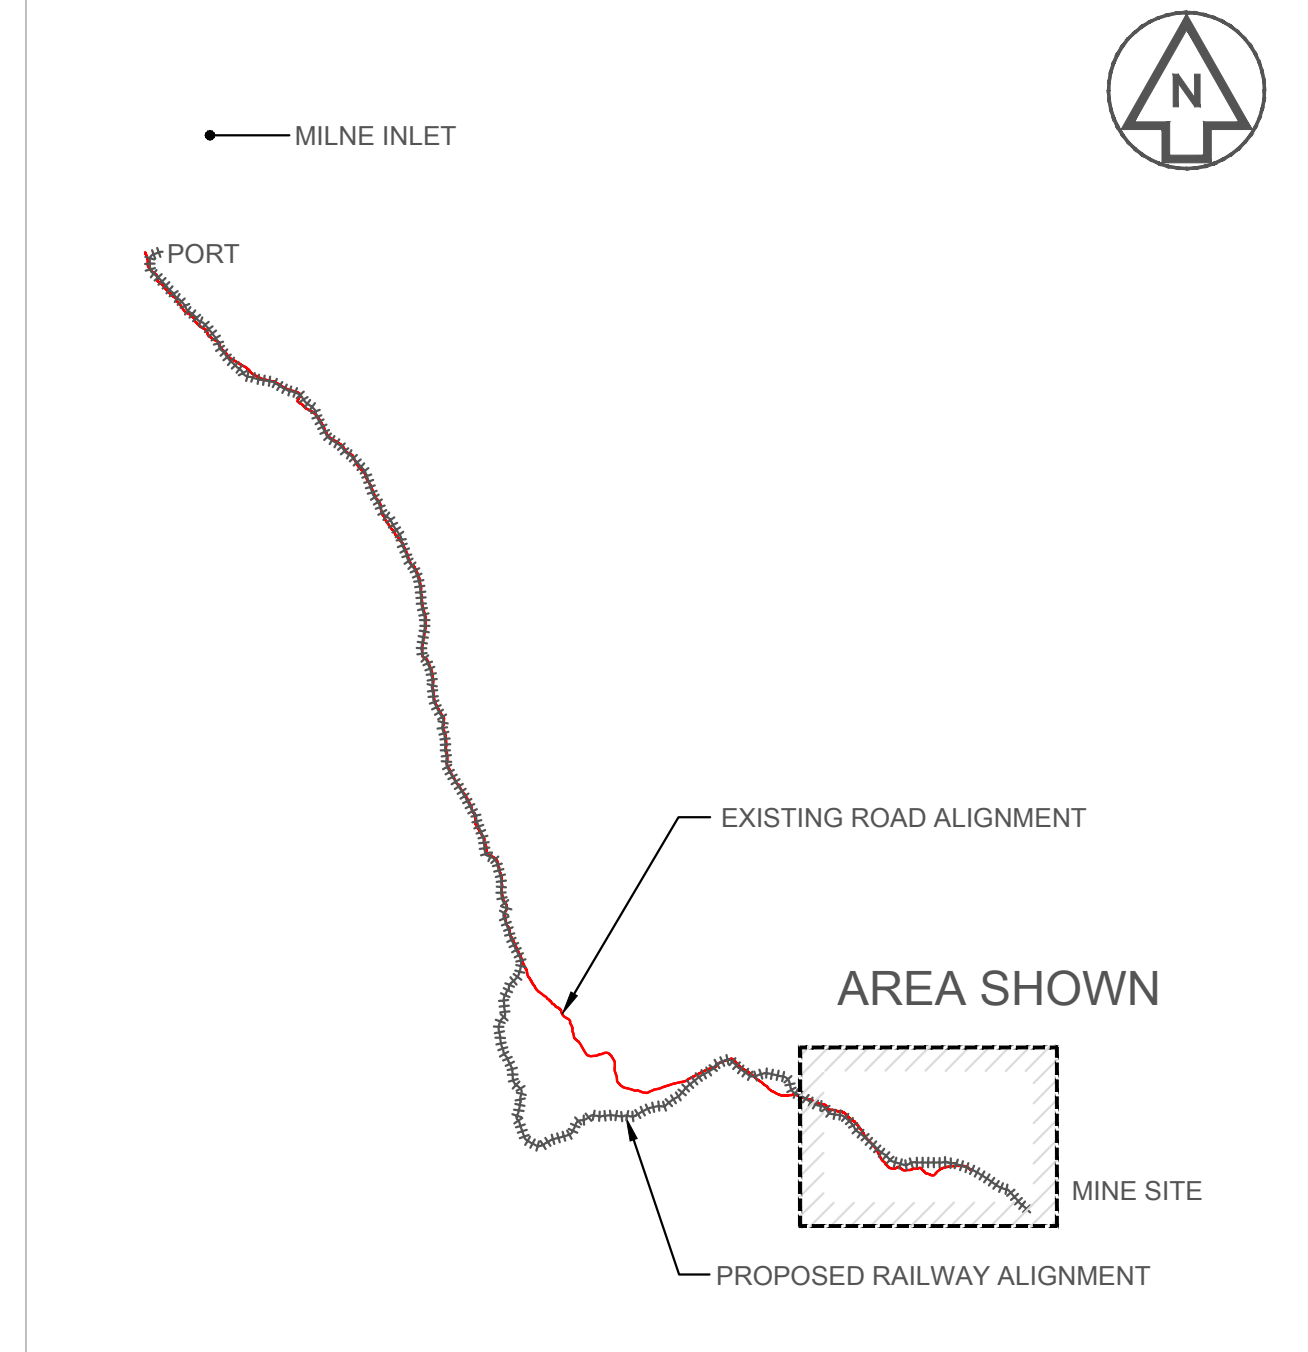 N
MILNE INLET
PORT
EXISTING ROAD ALIGNMENT
AREA SHOWN
MINE SITE
PROPOSED RAILWAY ALIGNMENT